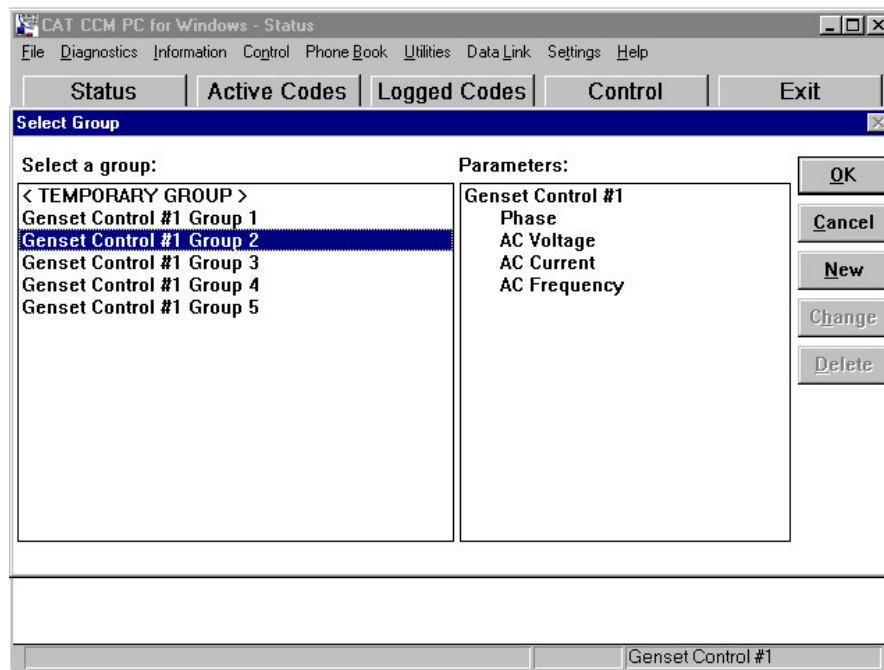 CAT CCM PC for Windows - Status
File Diagnostics Information Control Phone Book Utilities Data Link Settings Help
Status Active Codes Logged Codes Control Exit
Select Group
Select a group:
< TEMPORARY GROUP >
Genset Control #1 Group 1
Genset Control #1 Group 2
Genset Control #1 Group 3
Genset Control #1 Group 4
Genset Control #1 Group 5
Parameters:
Genset Control #1
Phase
AC Voltage
AC Current
AC Frequency
OK
Cancel
New
Change
Delete
Genset Control #1